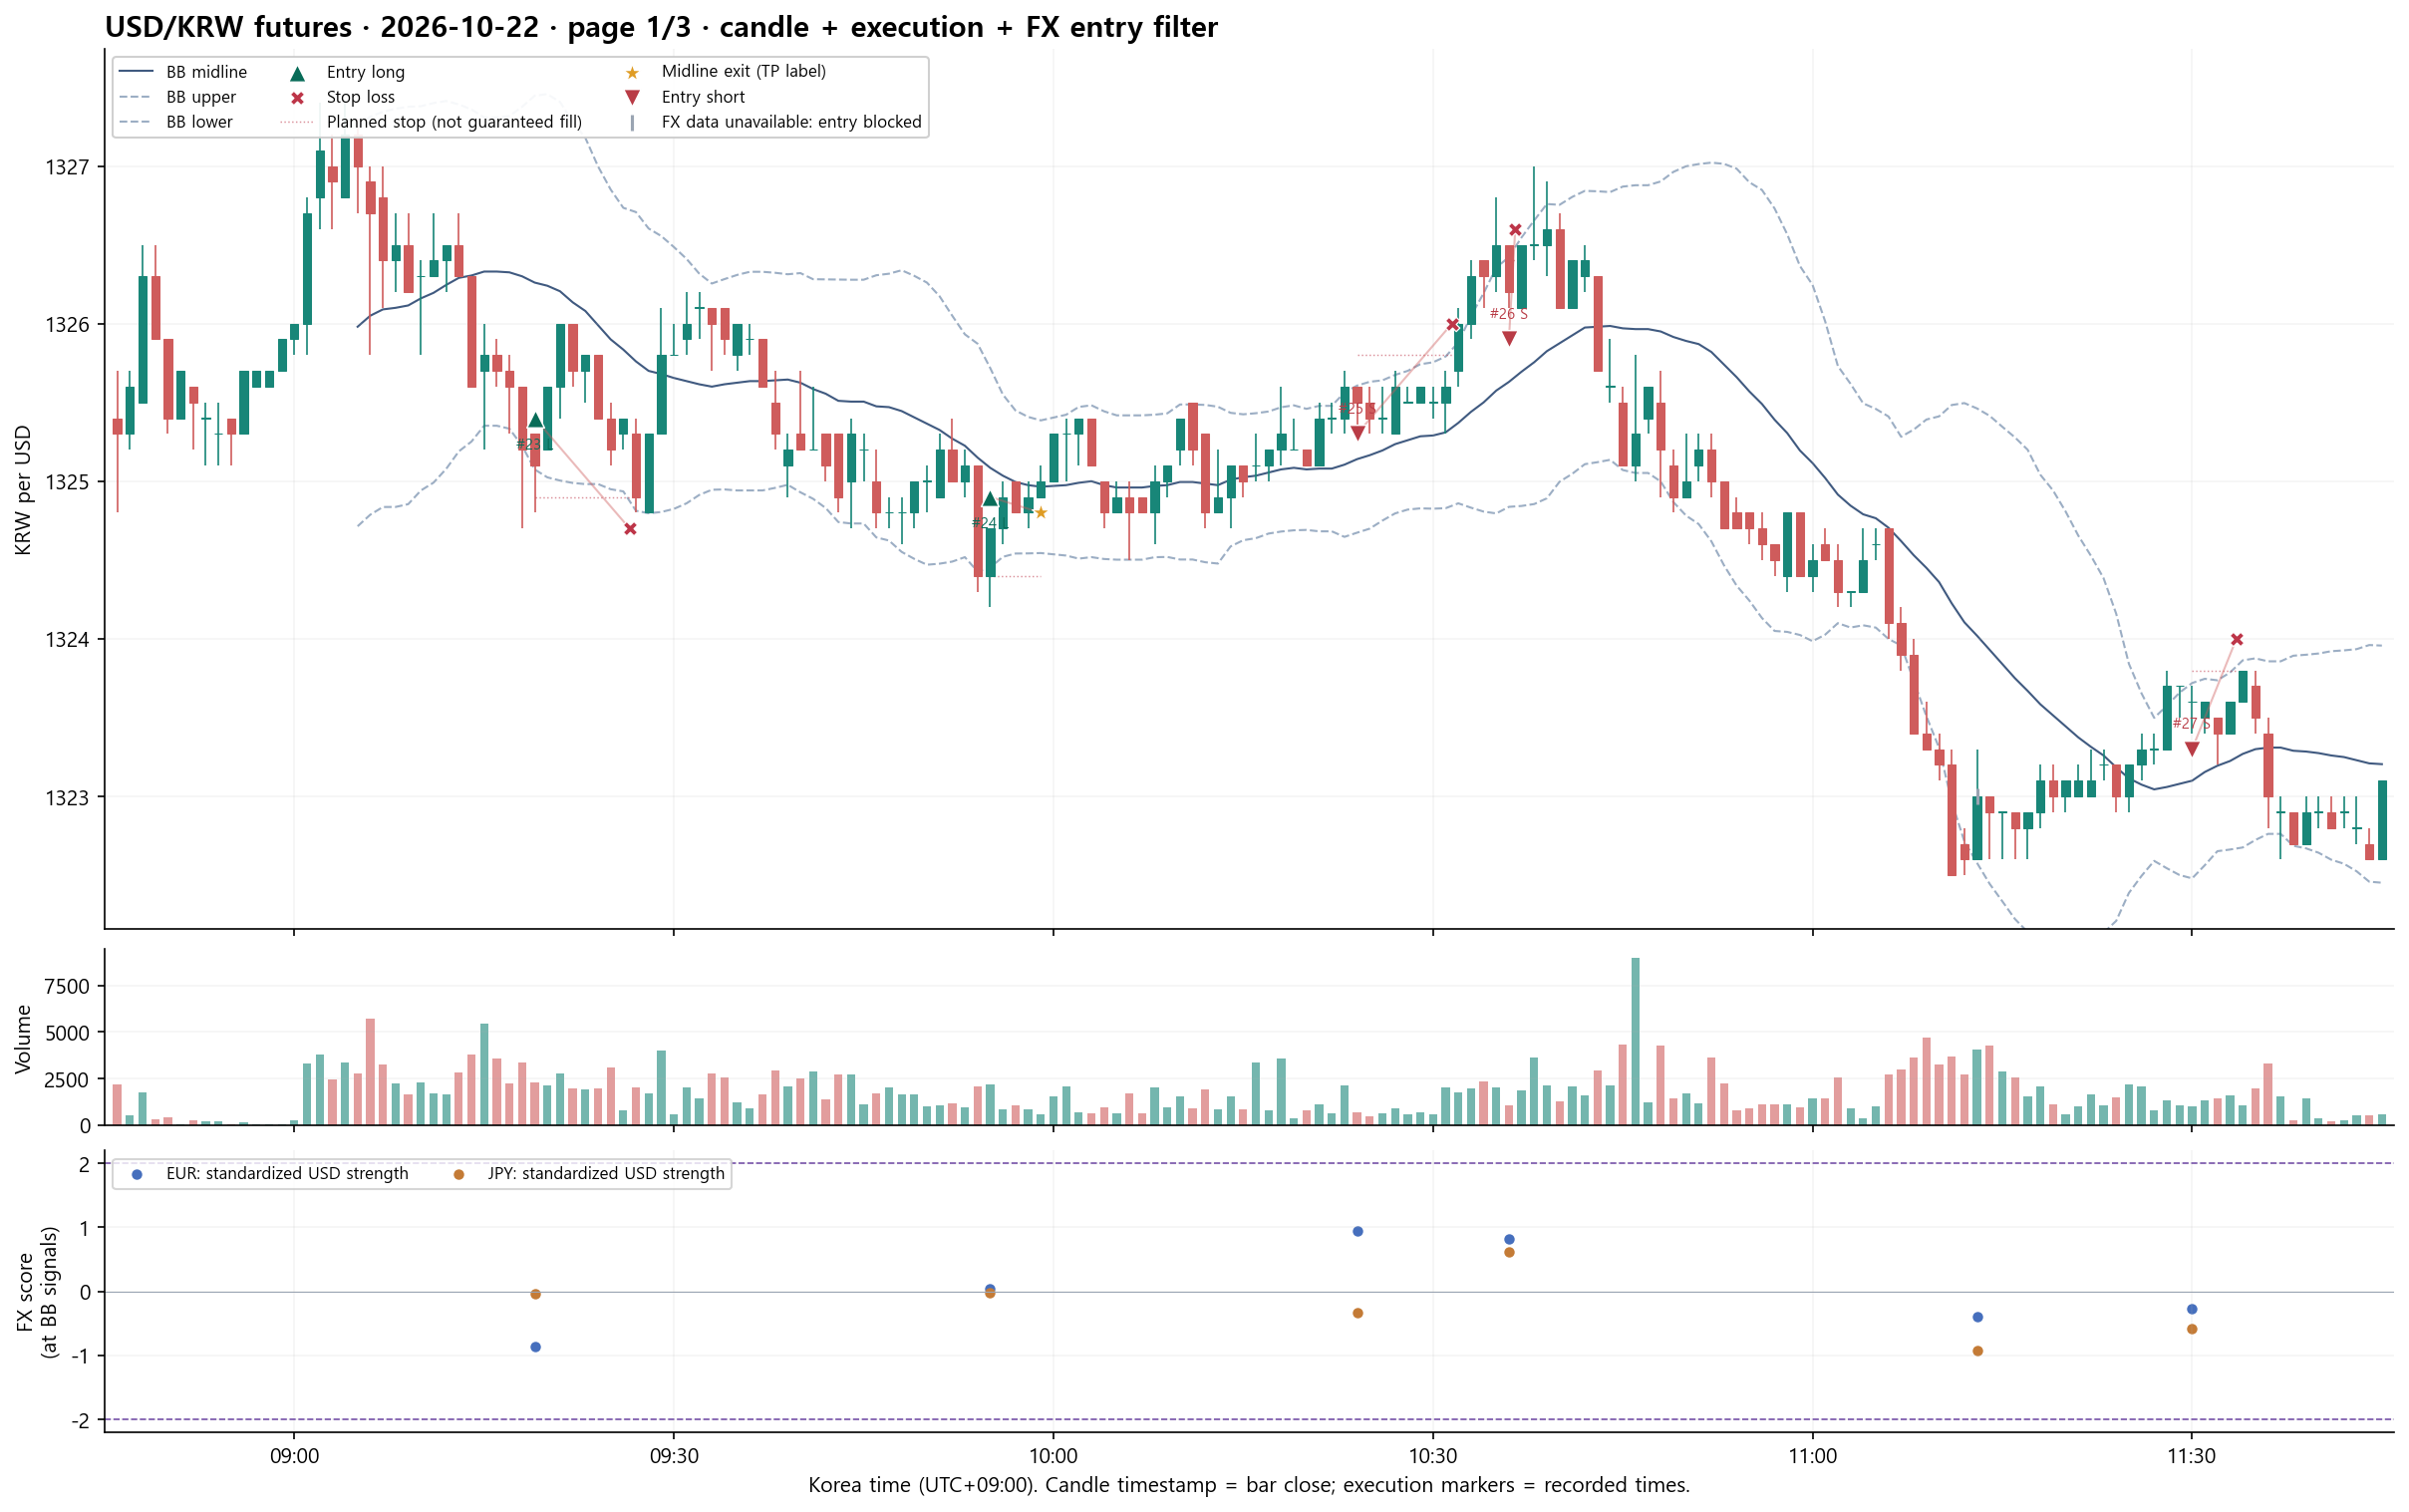 USD/KRW futures · 2026-10-22 · page 1/3 · candle + execution + FX entry filter
BB midline
BB upper
BB lower
Entry long
Stop loss
Planned stop (not guaranteed fill)
Midline exit (TP label)
Entry short
FX data unavailable: entry blocked
KRW per USD
1327
1326
1325
1324
1323
#23
#24
#25 S
#26 S
#27 S
Volume
7500
5000
2500
0
EUR: standardized USD strength
JPY: standardized USD strength
FX score
(at BB signals)
2
1
0
-1
-2
09:00
09:30
10:00
10:30
11:00
11:30
Korea time (UTC+09:00). Candle timestamp = bar close; execution markers = recorded times.